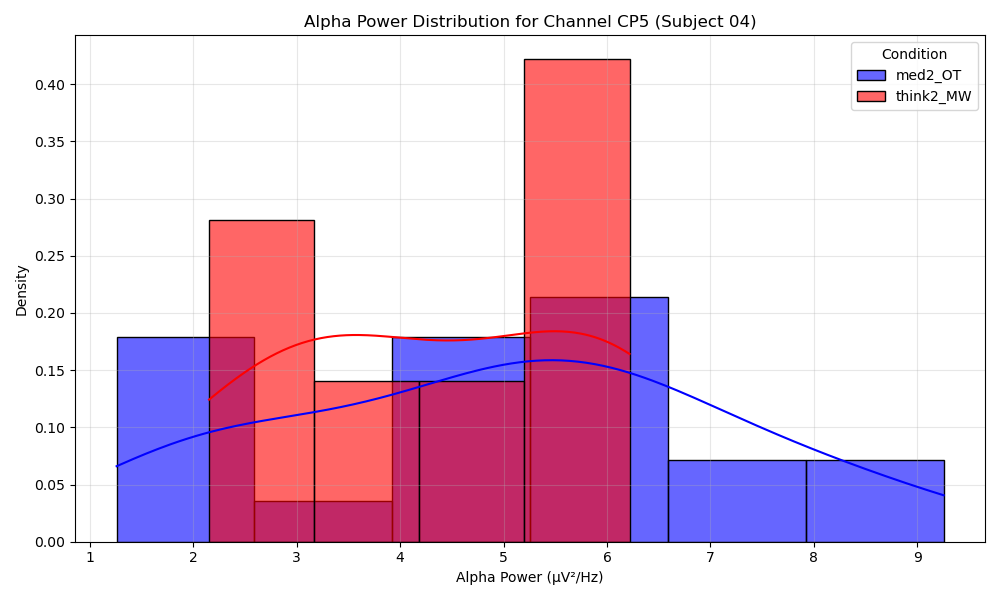 Alpha Power Distribution for Channel CP5 (Subject 04)
Condition
med2_OT
think2_MW
0.40
0.35
0.30
0.25
0.20
0.15
0.10
0.05
0.00
Density
1 2 3 4 5 6 7 8 9
Alpha Power (µV²/Hz)